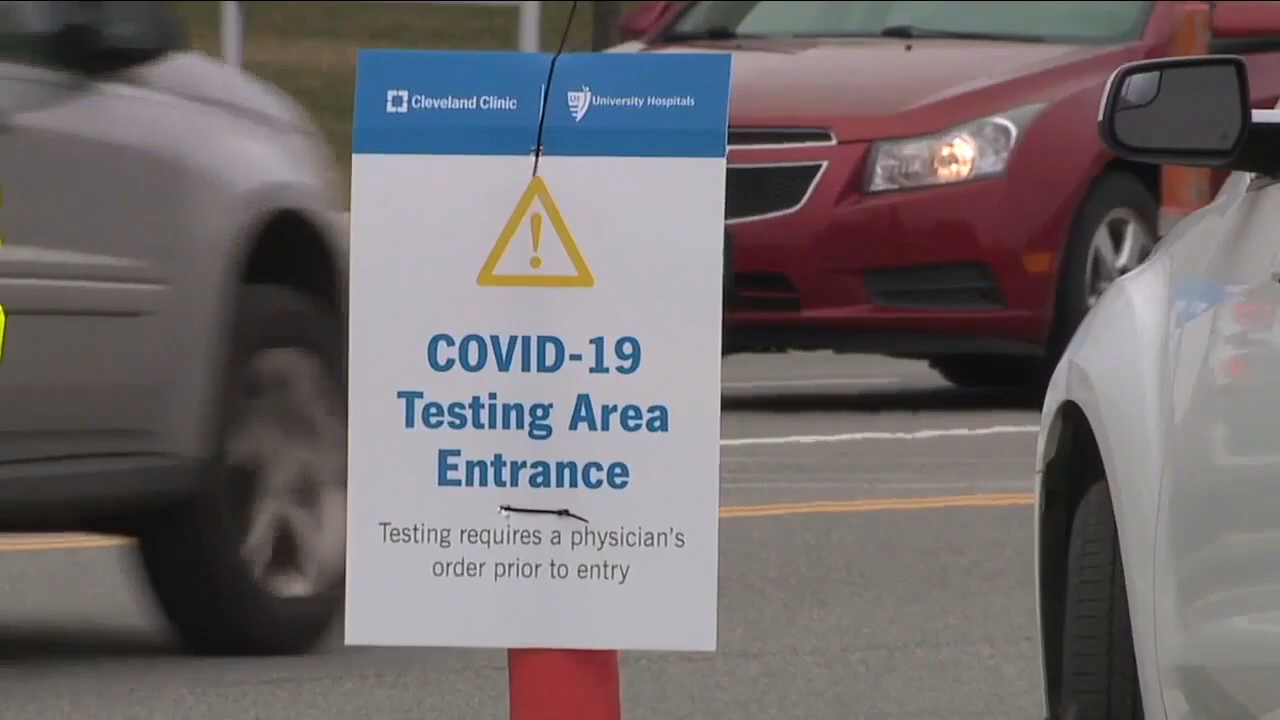 Cleveland Clinic
University Hospitals
COVID-19
Testing Area
Entrance
Testing requires a physician's
order prior to entry